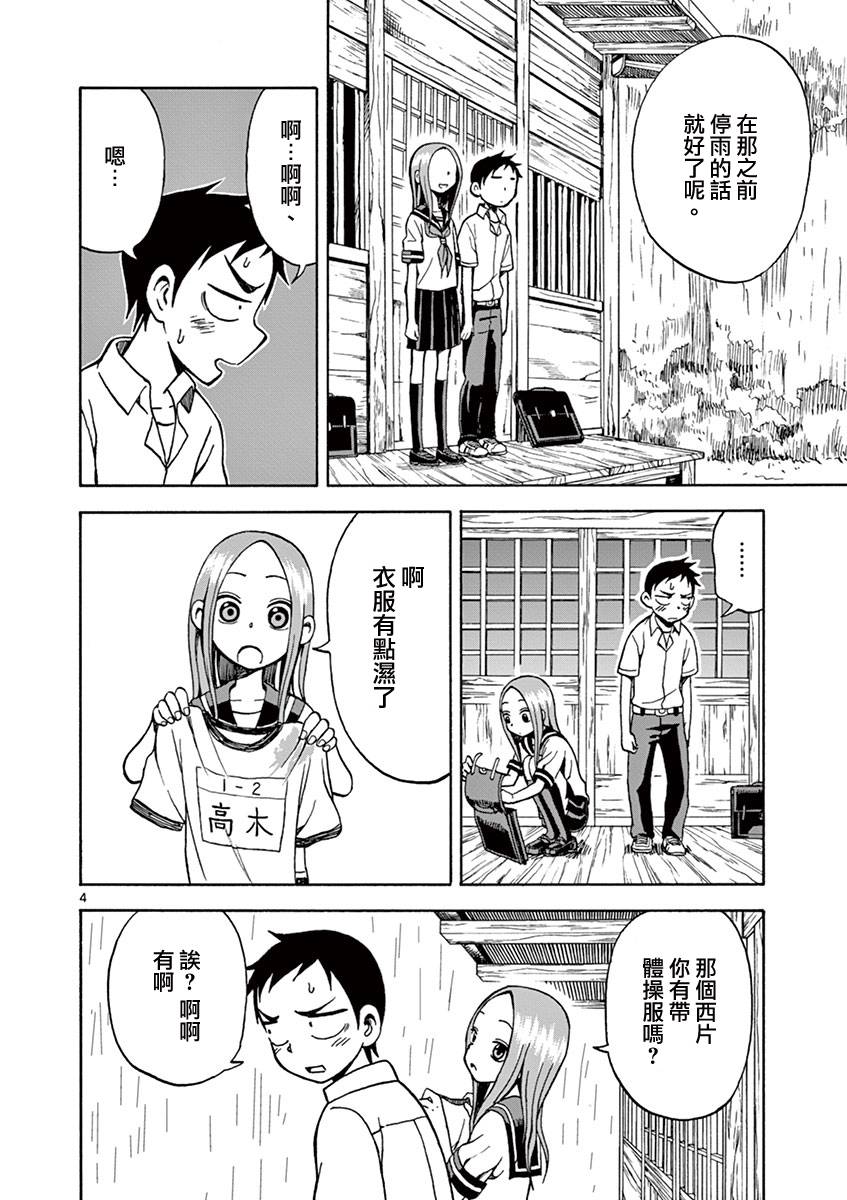 在那之前
停雨的話
就好了呢。
啊…啊啊、
嗯…
……
啊
衣服有點濕了
1-2
高木
4
那個西片
你有帶
體操服嗎?
誒?啊啊
有啊